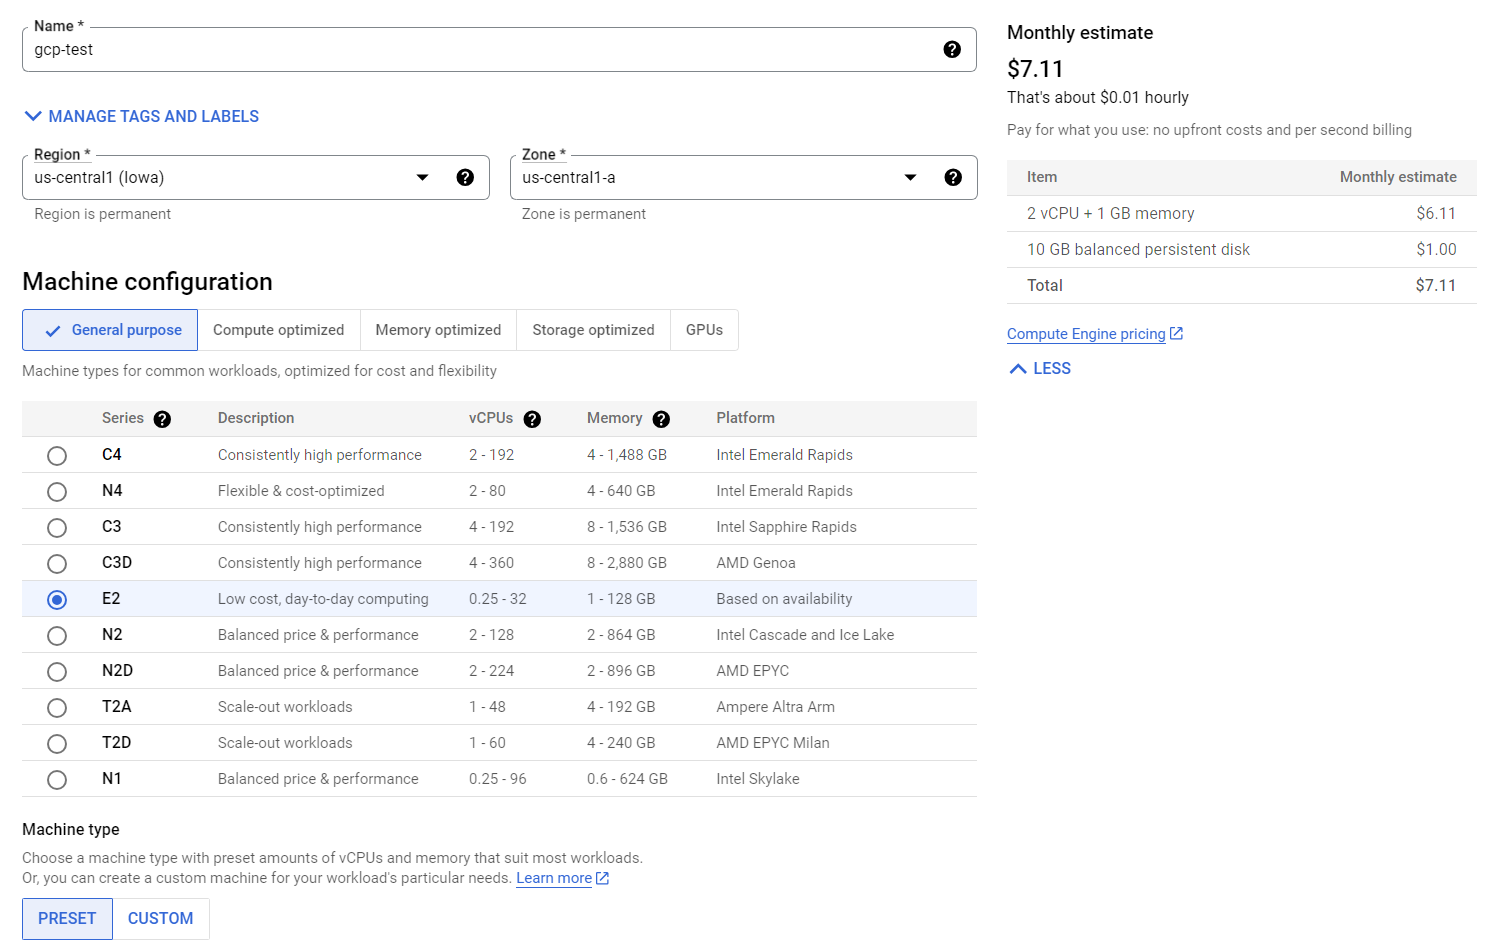 Name *
gcp-test
MANAGE TAGS AND LABELS
Region *
us-central1 (Iowa)
Region is permanent
Zone *
us-central1-a
Zone is permanent
Machine configuration
General purpose
Compute optimized
Memory optimized
Storage optimized
GPUs
Machine types for common workloads, optimized for cost and flexibility
Series Description vCPUs Memory Platform
C4 Consistently high performance 2 - 192 4 - 1,488 GB Intel Emerald Rapids
N4 Flexible & cost-optimized 2 - 80 4 - 640 GB Intel Emerald Rapids
C3 Consistently high performance 4 - 192 8 - 1,536 GB Intel Sapphire Rapids
C3D Consistently high performance 4 - 360 8 - 2,880 GB AMD Genoa
E2 Low cost, day-to-day computing 0.25 - 32 1 - 128 GB Based on availability
N2 Balanced price & performance 2 - 128 2 - 864 GB Intel Cascade and Ice Lake
N2D Balanced price & performance 2 - 224 2 - 896 GB AMD EPYC
T2A Scale-out workloads 1 - 48 4 - 192 GB Ampere Altra Arm
T2D Scale-out workloads 1 - 60 4 - 240 GB AMD EPYC Milan
N1 Balanced price & performance 0.25 - 96 0.6 - 624 GB Intel Skylake
Machine type
Choose a machine type with preset amounts of vCPUs and memory that suit most workloads.
Or, you can create a custom machine for your workload's particular needs. Learn more
PRESET
CUSTOM
Monthly estimate
$7.11
That's about $0.01 hourly
Pay for what you use: no upfront costs and per second billing
Item Monthly estimate
2 vCPU + 1 GB memory $6.11
10 GB balanced persistent disk $1.00
Total $7.11
Compute Engine pricing
LESS